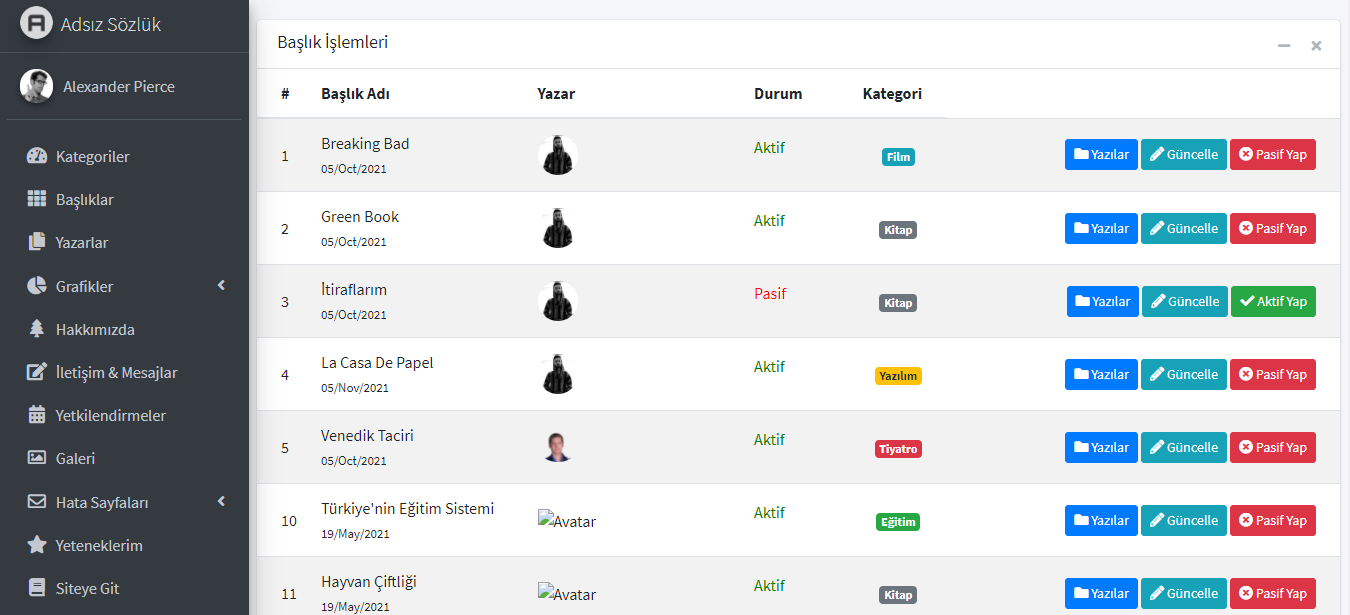 Adsız Sözlük
Alexander Pierce
Kategoriler
Başlıklar
Yazarlar
Grafikler
Hakkımızda
İletişim & Mesajlar
Yetkilendirmeler
Galeri
Hata Sayfaları
Yeteneklerim
Siteye Git
Başlık İşlemleri
# Başlık Adı Yazar Durum Kategori
1 Breaking Bad Aktif Film Yazılar Güncelle Pasif Yap
05/Oct/2021
2 Green Book Aktif Kitap Yazılar Güncelle Pasif Yap
05/Oct/2021
3 İtiraflarım Pasif Kitap Yazılar Güncelle Aktif Yap
05/Oct/2021
4 La Casa De Papel Aktif Yazılım Yazılar Güncelle Pasif Yap
05/Nov/2021
5 Venedik Taciri Aktif Tiyatro Yazılar Güncelle Pasif Yap
05/Oct/2021
10 Türkiye'nin Eğitim Sistemi Avatar Aktif Eğitim Yazılar Güncelle Pasif Yap
19/May/2021
11 Hayvan Çiftliği Avatar Aktif Kitap Yazılar Güncelle Pasif Yap
19/May/2021